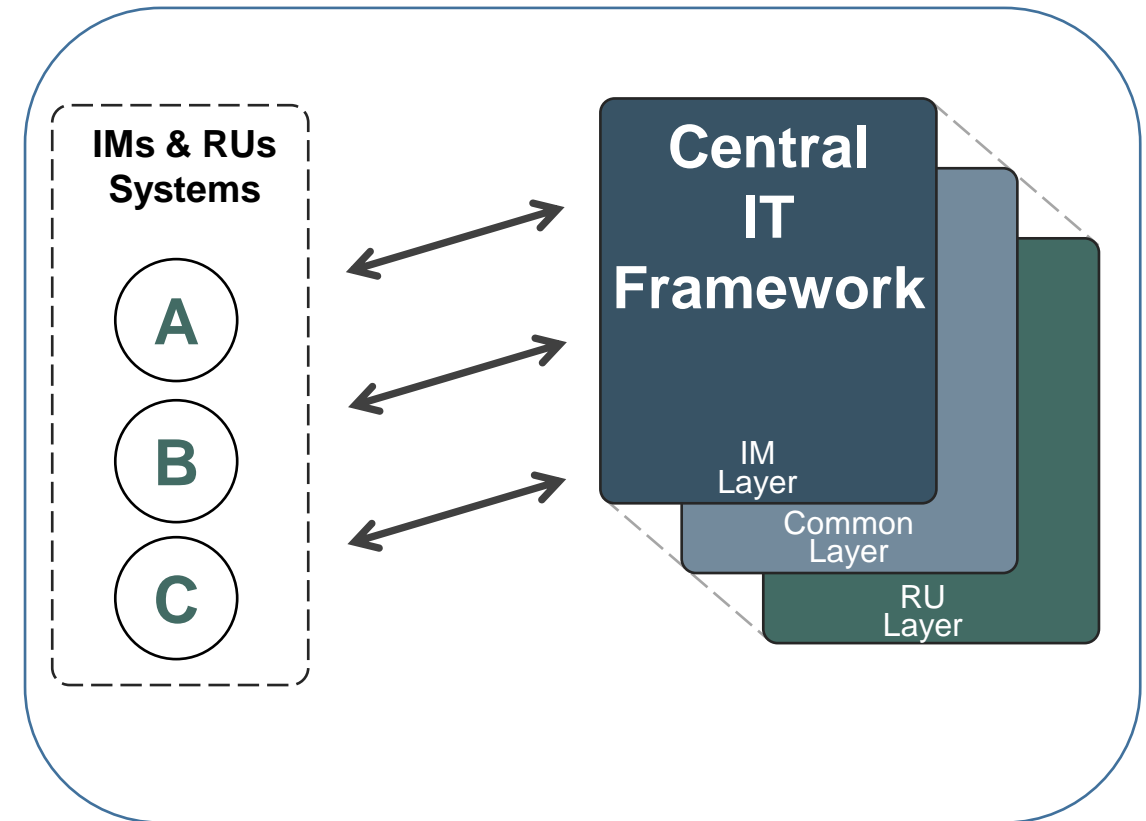 IMs & RUs
Systems
A
B
C
Central
IT
Framework
IM
Layer
Common
Layer
RU
Layer